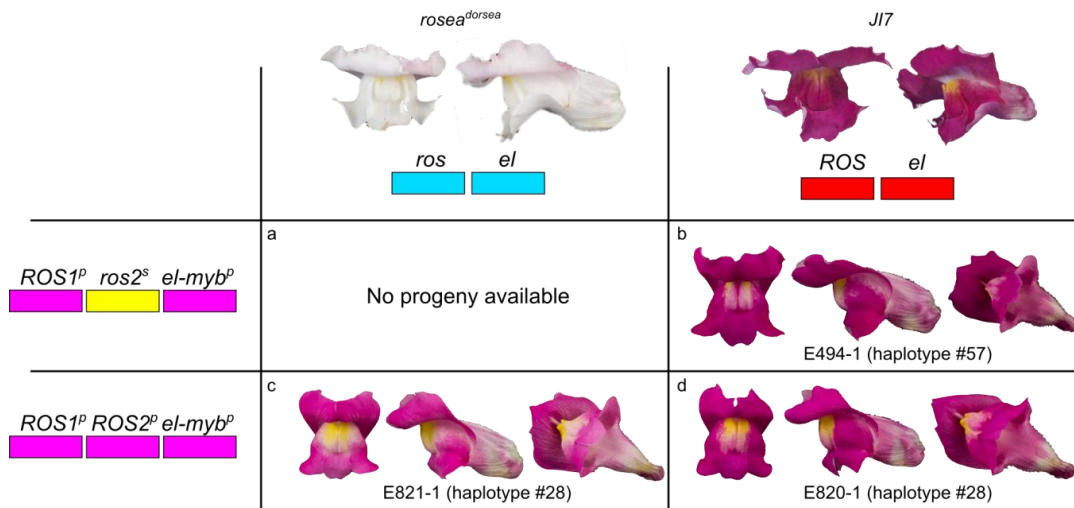 rosea^dorsea
JI7
ros el
ROS el
a
b
ROS1^p ros2^s el-myb^p
No progeny available
E494-1 (haplotype #57)
c
d
ROS1^p ROS2^p el-myb^p
E821-1 (haplotype #28)
E820-1 (haplotype #28)